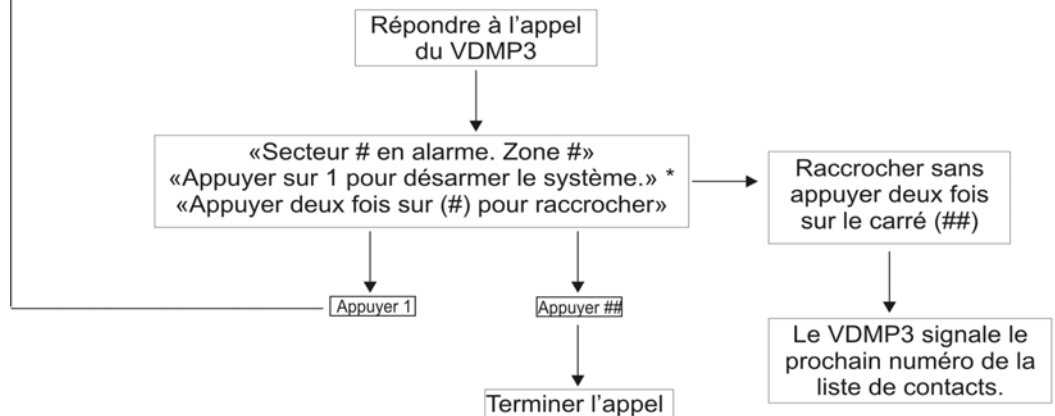 Répondre à l'appel
du VDMP3
«Secteur # en alarme. Zone #»
«Appuyer sur 1 pour désarmer le système.» *
«Appuyer deux fois sur (#) pour raccrocher»
Raccrocher sans
appuyer deux fois
sur le carré (##)
Appuyer 1
Appuyer ##
Le VDMP3 signale le
prochain numéro de la
liste de contacts.
Terminer l'appel